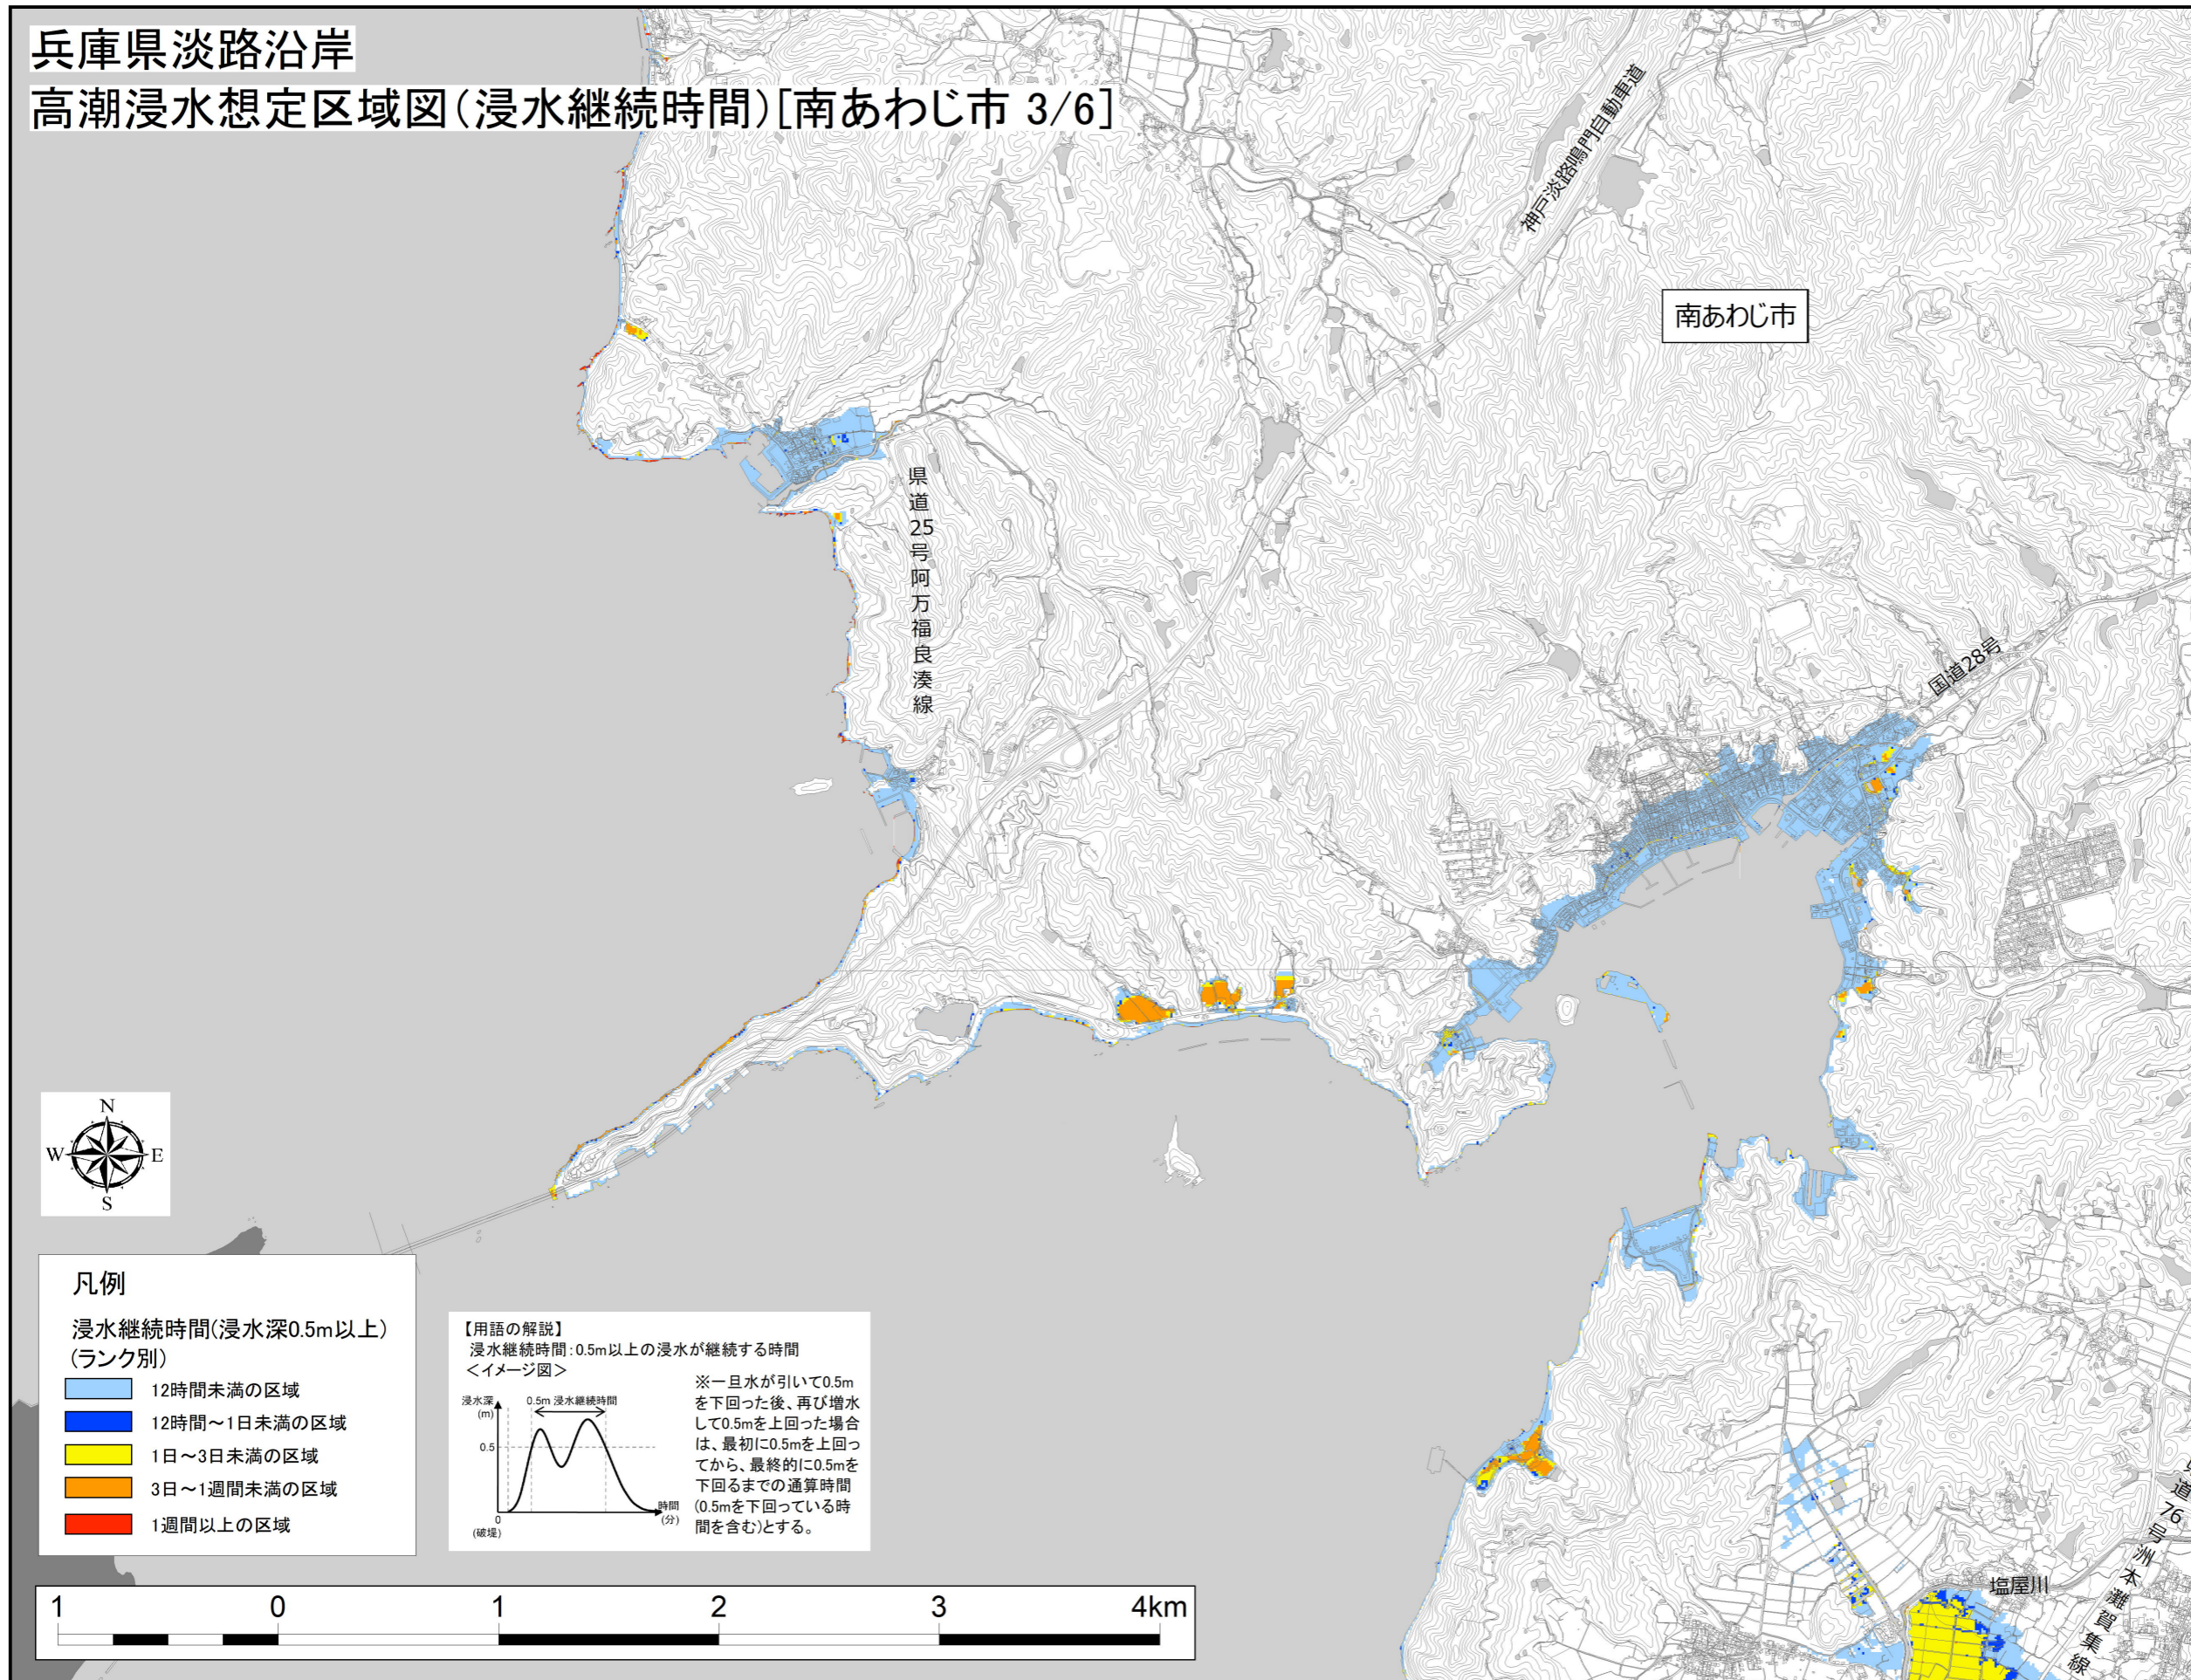 兵庫県淡路沿岸
高潮浸水想定区域図(浸水継続時間)[南あわじ市 3/6]
神戸淡路鳴門自動車道
南あわじ市
県道25号阿万福良湊線
国道28号
N
W
E
S
凡例
浸水継続時間(浸水深0.5m以上)
(ランク別)
12時間未満の区域
12時間～1日未満の区域
1日～3日未満の区域
3日～1週間未満の区域
1週間以上の区域
【用語の解説】
浸水継続時間:0.5m以上の浸水が継続する時間
＜イメージ図＞
浸水深
(m)
0.5m 浸水継続時間
0.5
0
(破堤)
時間
(分)
※一旦水が引いて0.5m
を下回った後、再び増水
して0.5mを上回った場合
は、最初に0.5mを上回っ
てから、最終的に0.5mを
下回るまでの通算時間
(0.5mを下回っている時
間を含む)とする。
道76号洲本灘賀集線
塩屋川
1 0 1 2 3 4km